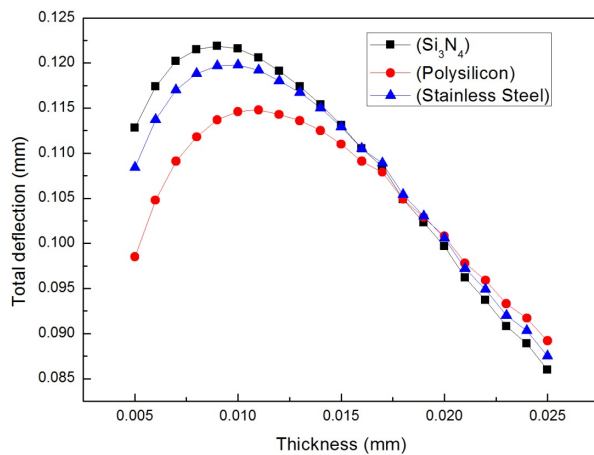 0.125
0.120
0.115
0.110
0.105
0.100
0.095
0.090
0.085
Total deflection (mm)
(Si₃N₄)
(Polysilicon)
(Stainless Steel)
0.005 0.010 0.015 0.020 0.025
Thickness (mm)